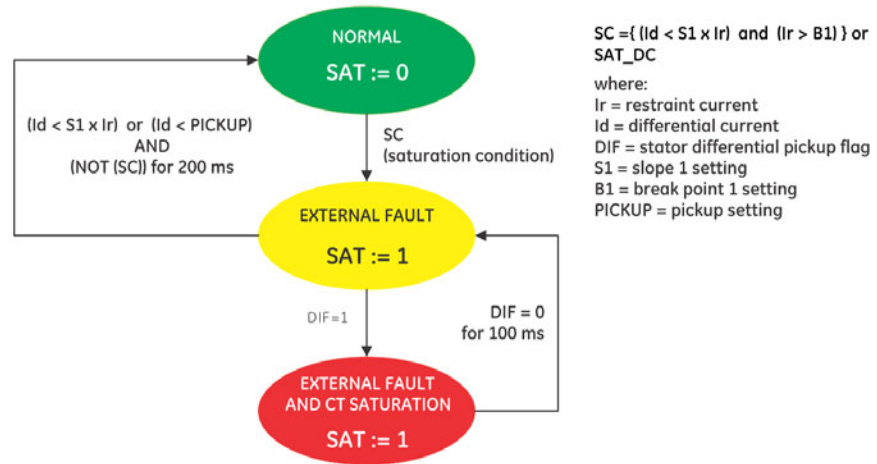 NORMAL
SAT := 0
(Id < S1 x Ir) or (Id < PICKUP)
AND
(NOT (SC)) for 200 ms
SC
(saturation condition)
EXTERNAL FAULT
SAT := 1
DIF=1
DIF = 0
for 100 ms
EXTERNAL FAULT
AND CT SATURATION
SAT := 1
SC ={ (Id < S1 x Ir) and (Ir > B1) } or
SAT_DC
where:
Ir = restraint current
Id = differential current
DIF = stator differential pickup flag
S1 = slope 1 setting
B1 = break point 1 setting
PICKUP = pickup setting